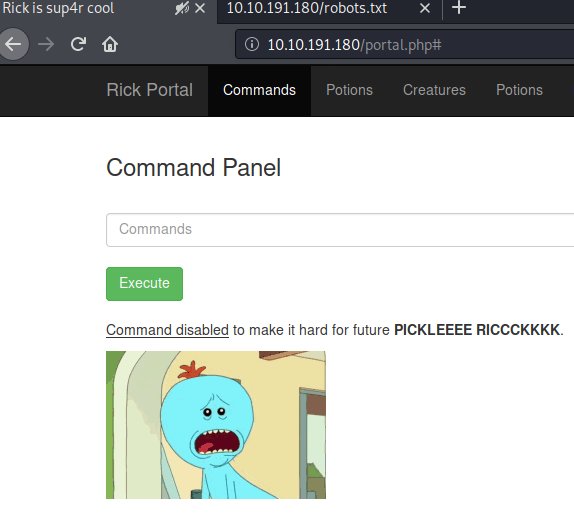 Rick is sup4r cool
10.10.191.180/robots.txt
10.10.191.180/portal.php#
Rick Portal Commands Potions Creatures Potions
Command Panel
Commands
Execute
Command disabled to make it hard for future PICKLEEEE RICCCKKKK.